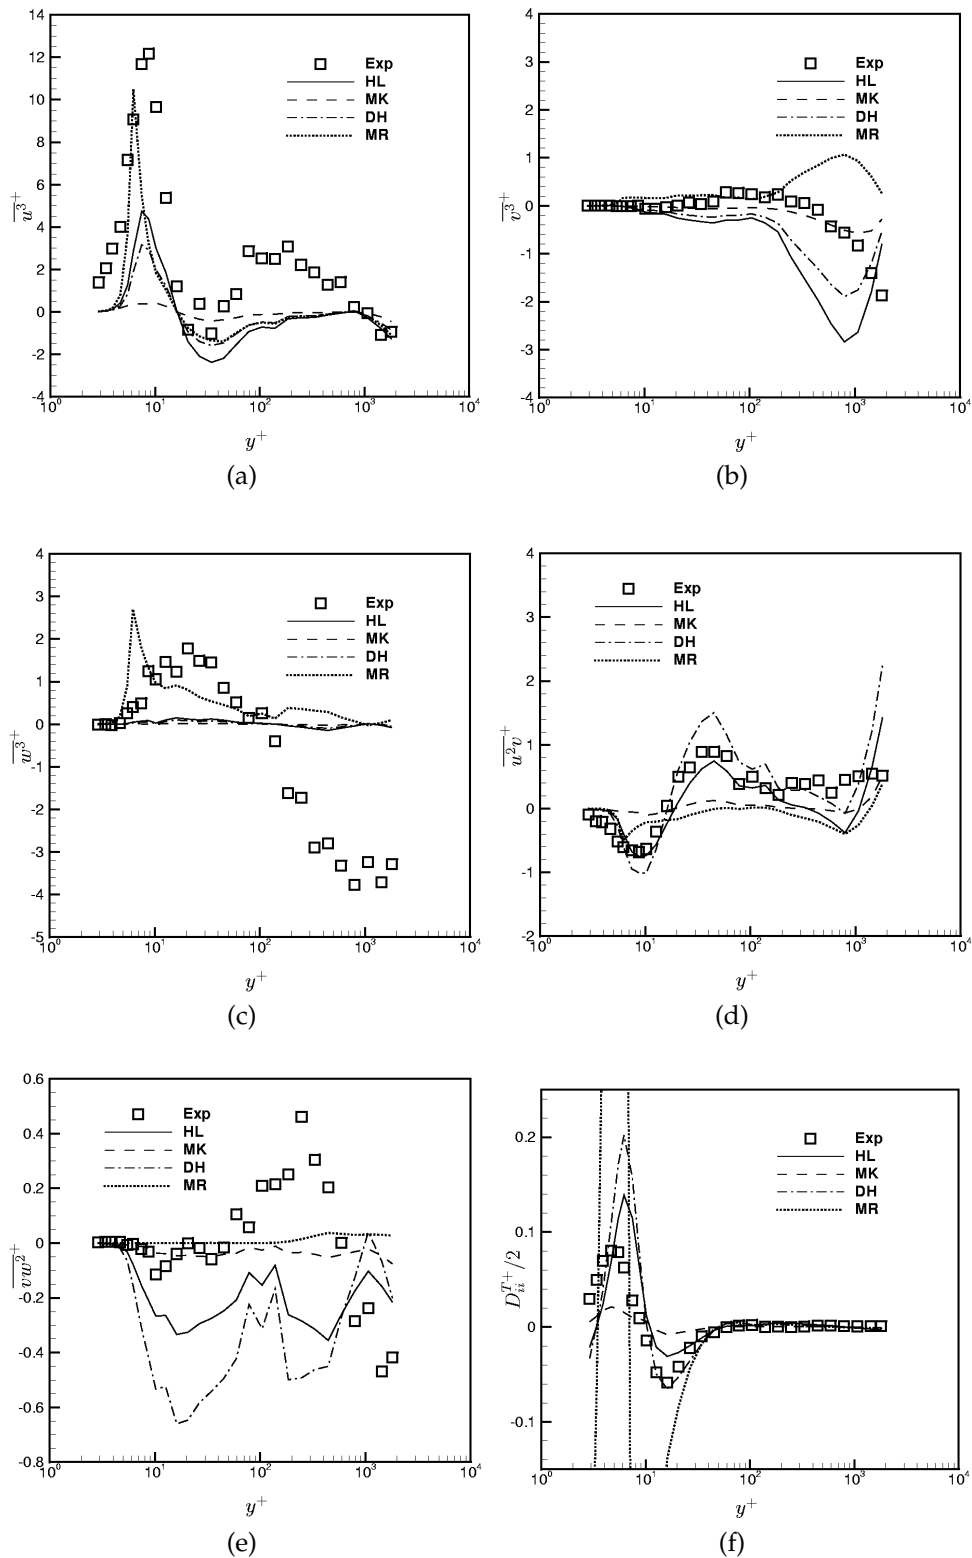 14
12
10
8
6
4
2
0
-2
-4
10⁰ 10¹ 10² 10³ 10⁴
Exp
HL
MK
DH
MR
u³⁺
y⁺
(a)
4
3
2
1
0
-1
-2
-3
-4
10⁰ 10¹ 10² 10³ 10⁴
Exp
HL
MK
DH
MR
v³⁺
y⁺
(b)
4
3
2
1
0
-1
-2
-3
-4
-5
10⁰ 10¹ 10² 10³ 10⁴
Exp
HL
MK
DH
MR
w³⁺
y⁺
(c)
4
3
2
1
0
-1
-2
10⁰ 10¹ 10² 10³ 10⁴
Exp
HL
MK
DH
MR
u²v⁺
y⁺
(d)
0.6
0.4
0.2
0
-0.2
-0.4
-0.6
-0.8
10⁰ 10¹ 10² 10³ 10⁴
Exp
HL
MK
DH
MR
vw²⁺
y⁺
(e)
0.2
0.1
0
-0.1
10⁰ 10¹ 10² 10³ 10⁴
Exp
HL
MK
DH
MR
Dᵢᵢᵀ⁺/2
y⁺
(f)